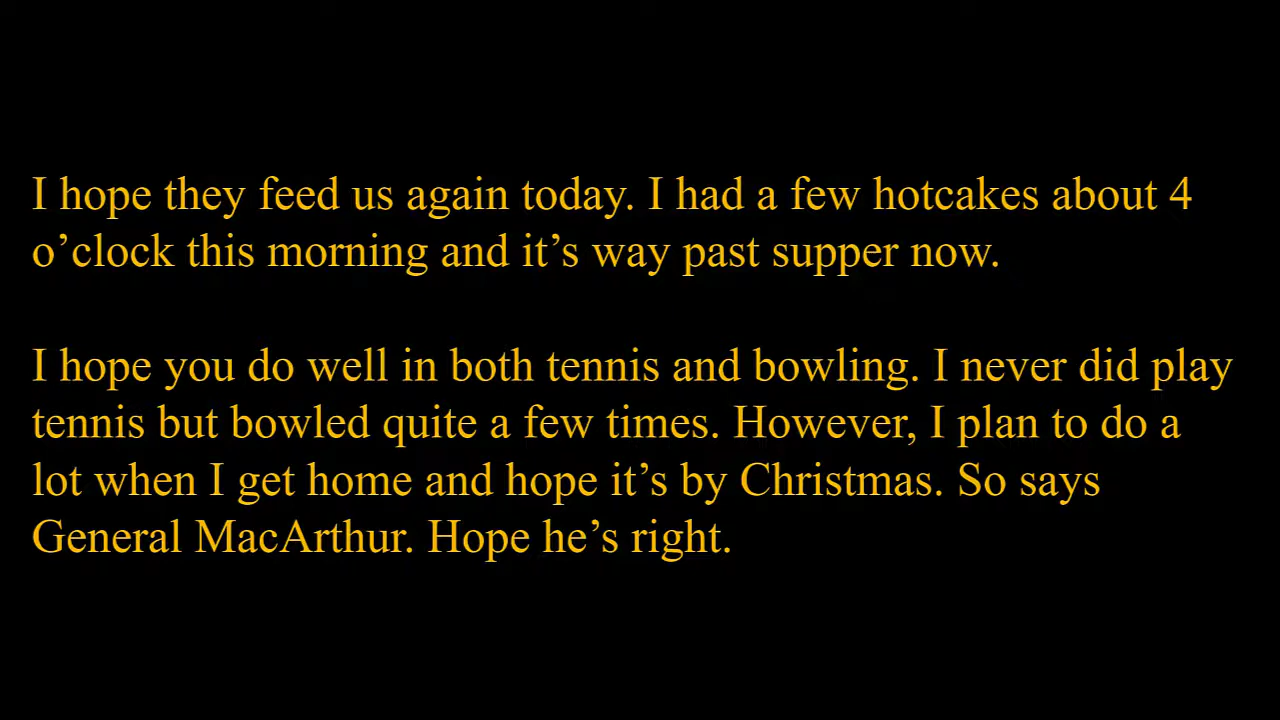 I hope they feed us again today. I had a few hotcakes about 4
o’clock this morning and it’s way past supper now.
I hope you do well in both tennis and bowling. I never did play
tennis but bowled quite a few times. However, I plan to do a
lot when I get home and hope it’s by Christmas. So says
General MacArthur. Hope he’s right.